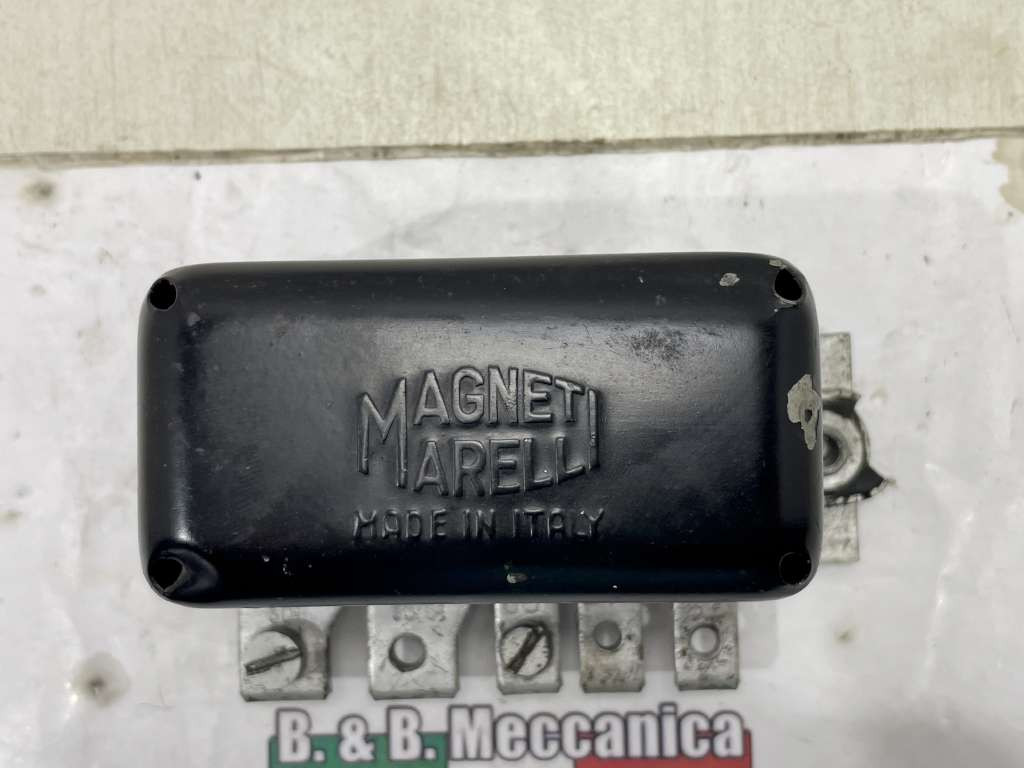 MAGNETI
MARELLI
MADE IN ITALY
B. & B. Meccanica